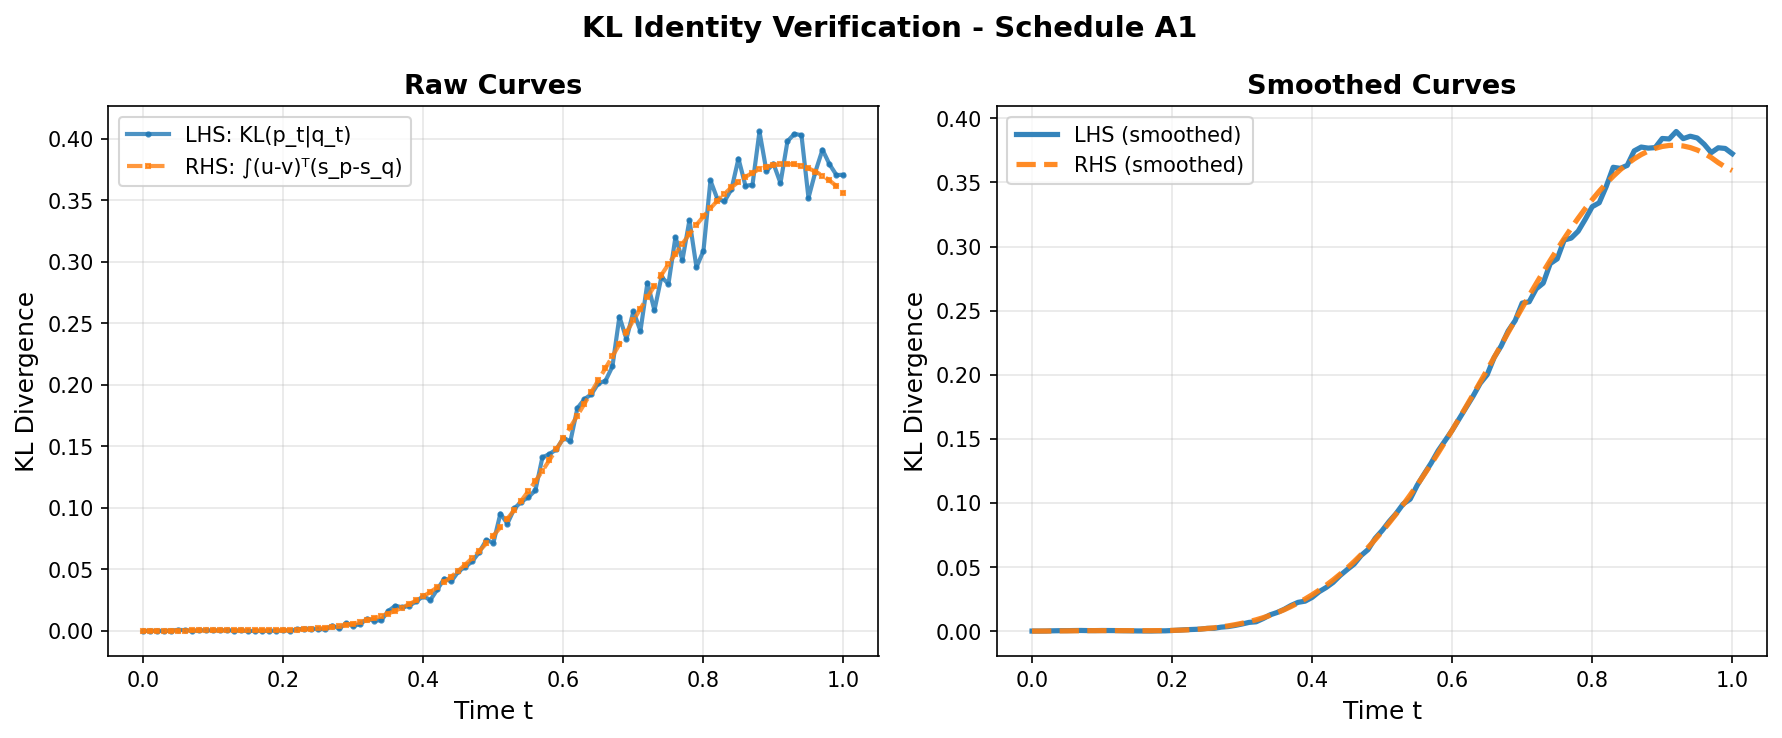 KL Identity Verification - Schedule A1
Raw Curves
LHS: KL(p_t|q_t)
RHS: ∫(u-v)ᵀ(s_p-s_q)
KL Divergence
0.40
0.35
0.30
0.25
0.20
0.15
0.10
0.05
0.00
0.0 0.2 0.4 0.6 0.8 1.0
Time t
Smoothed Curves
LHS (smoothed)
RHS (smoothed)
KL Divergence
0.40
0.35
0.30
0.25
0.20
0.15
0.10
0.05
0.00
0.0 0.2 0.4 0.6 0.8 1.0
Time t